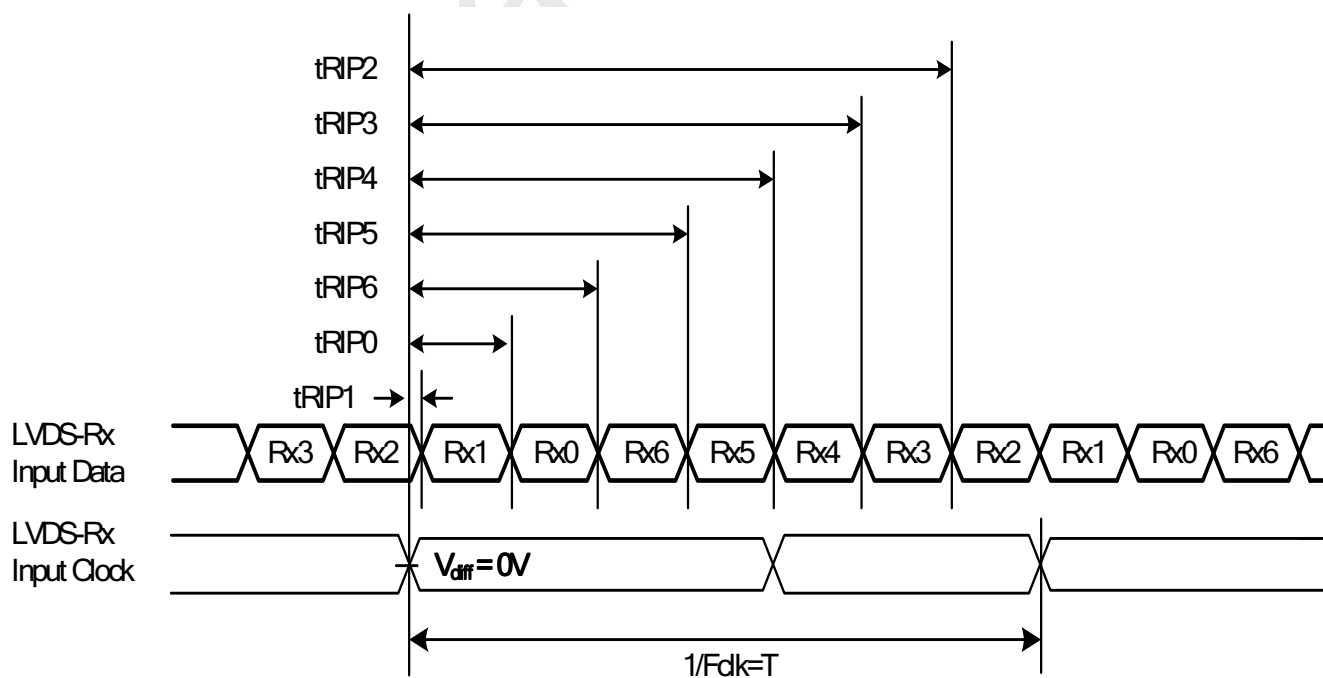 tRIP2
tRIP3
tRIP4
tRIP5
tRIP6
tRIP0
tRIP1
LVDS-Rx
Input Data
Rx3 Rx2 Rx1 Rx0 Rx6 Rx5 Rx4 Rx3 Rx2 Rx1 Rx0 Rx6
LVDS-Rx
Input Clock
Vdiff = 0V
1/Fclk=T